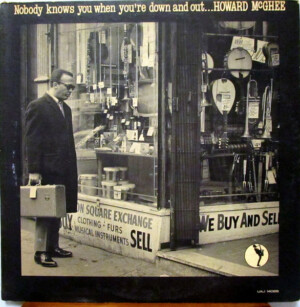 Nobody knows you when you're down and out...HOWARD McGHEE
ON SQUARE EXCHANGE
CLOTHING - FURS
MUSICAL INSTRUMENTS SELL
WE BUY AND SELL